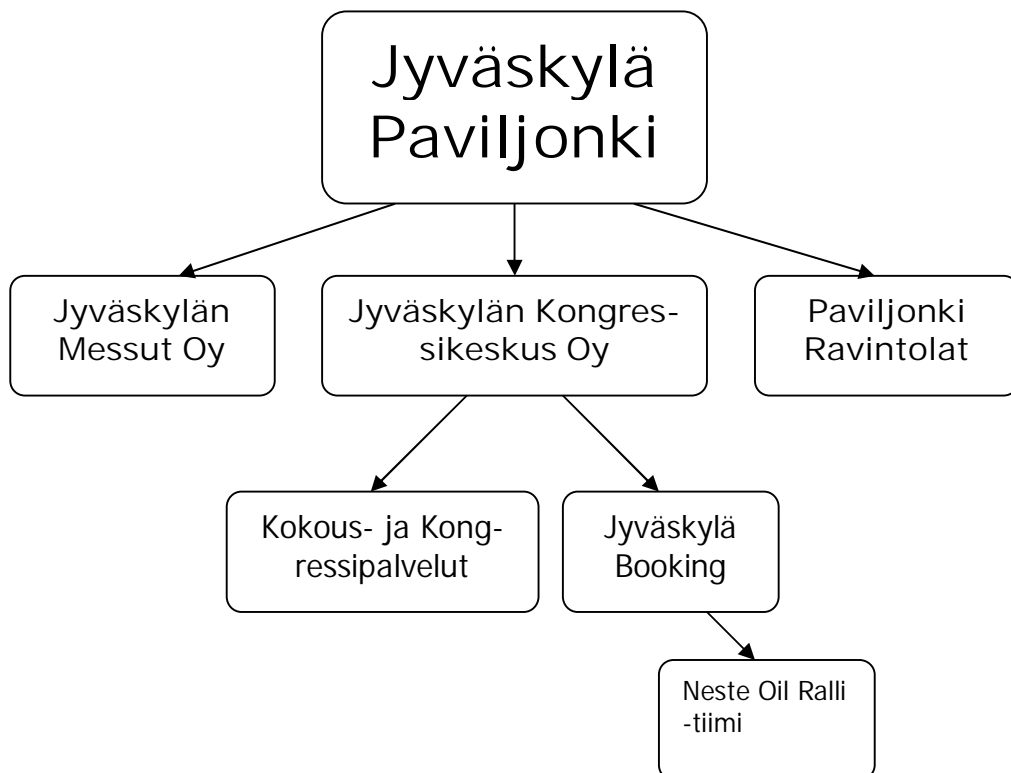 Jyväskylä
Paviljonki
Jyväskylän
Messut Oy
Jyväskylän Kongres-
sikeskus Oy
Paviljonki
Ravintolat
Kokous- ja Kong-
ressipalvelut
Jyväskylä
Booking
Neste Oil Ralli
-tiimi